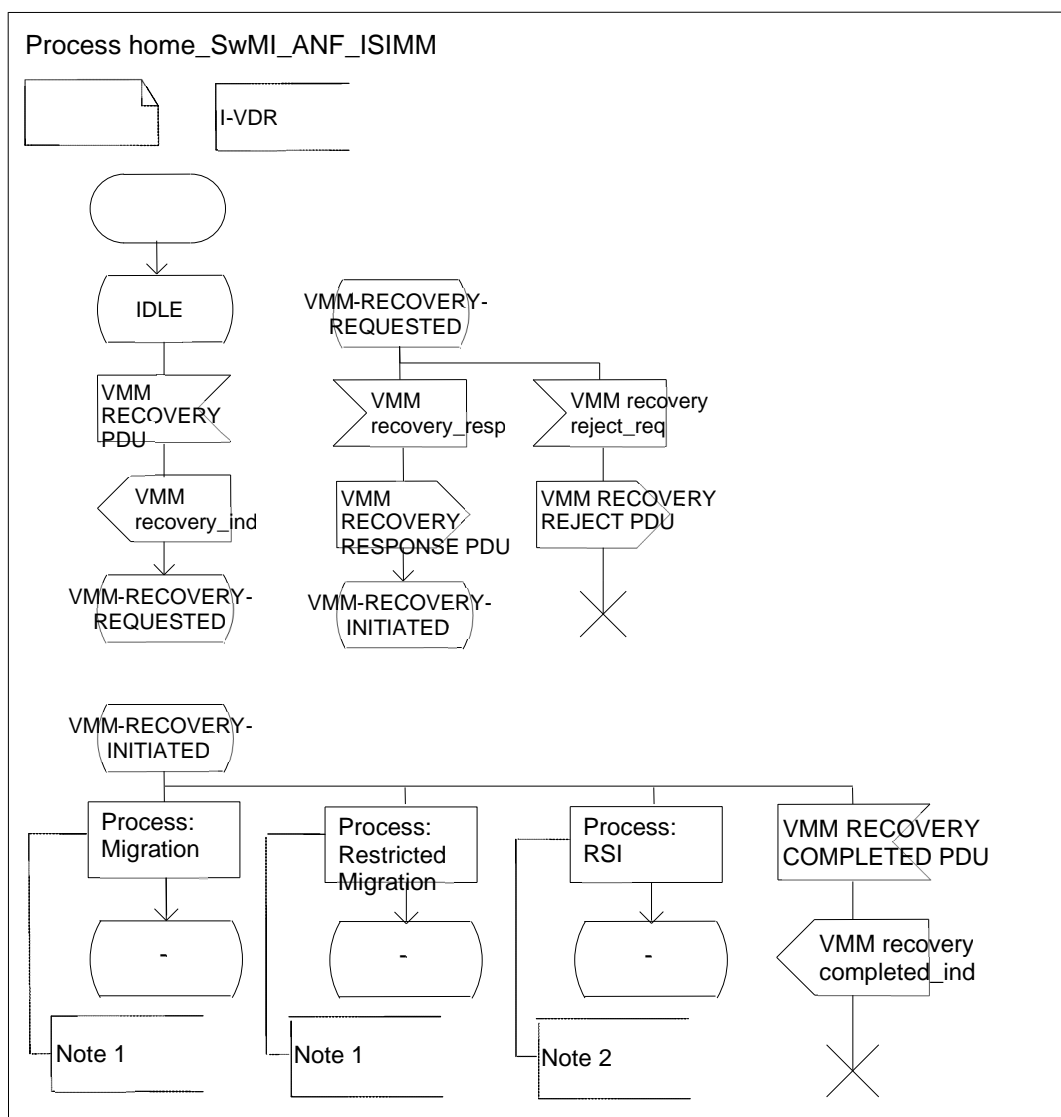 Process home_SwMI_ANF_ISIMM
I-VDR
IDLE
VMM
RECOVERY
PDU
VMM
recovery_ind
VMM-RECOVERY-
REQUESTED
VMM-RECOVERY-
REQUESTED
VMM
recovery_resp
VMM
RECOVERY
RESPONSE PDU
VMM-RECOVERY-
INITIATED
VMM recovery
reject_req
VMM RECOVERY
REJECT PDU
VMM-RECOVERY-
INITIATED
Process:
Migration
-
Note 1
Process:
Restricted
Migration
-
Note 1
Process:
RSI
-
Note 2
VMM RECOVERY
COMPLETED PDU
VMM recovery
completed_ind